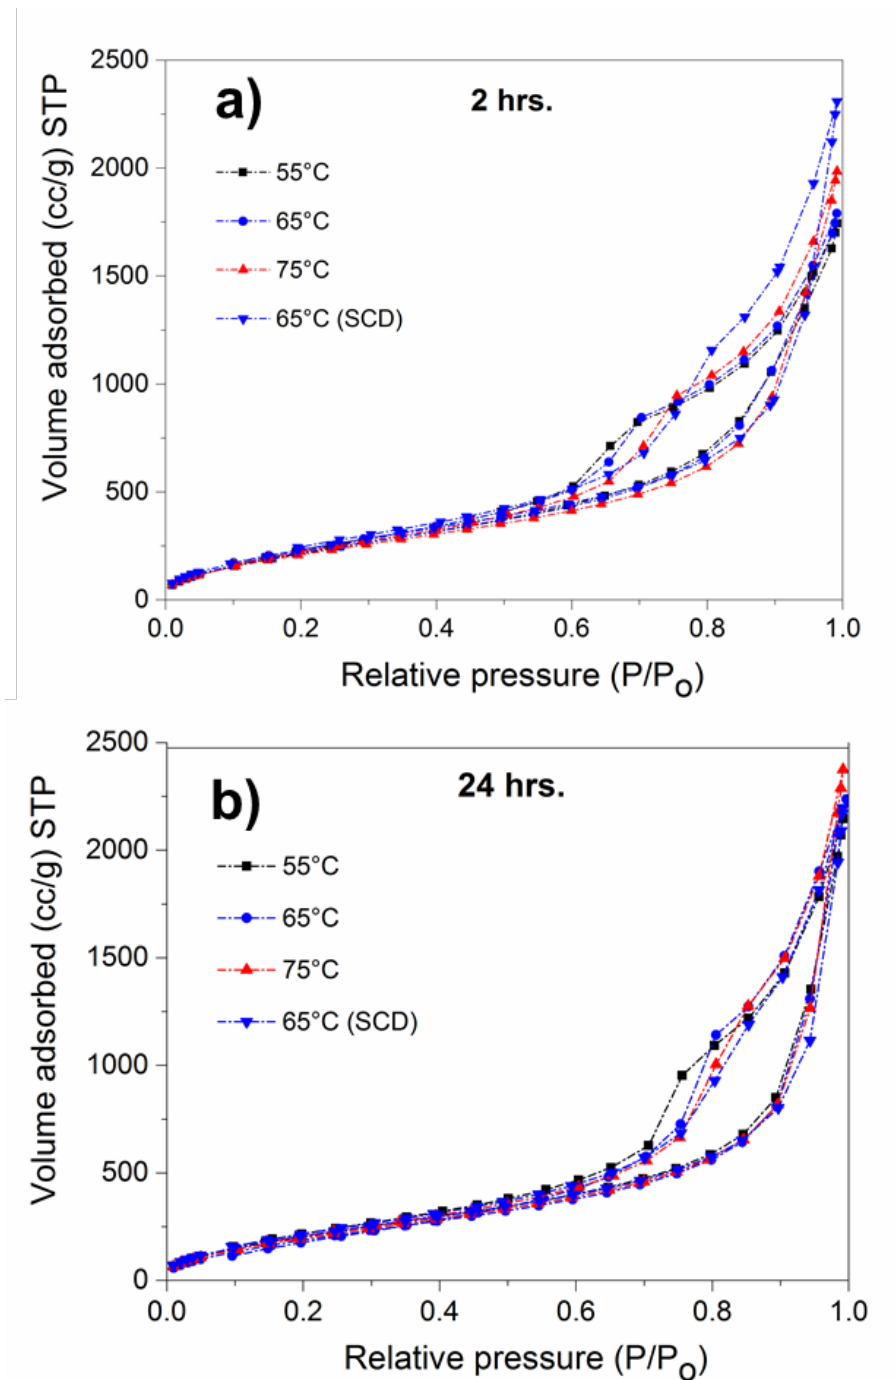 a)
2 hrs.
55°C
65°C
75°C
65°C (SCD)
Volume adsorbed (cc/g) STP
2500
2000
1500
1000
500
0
0.0 0.2 0.4 0.6 0.8 1.0
Relative pressure (P/Po)
b)
24 hrs.
55°C
65°C
75°C
65°C (SCD)
Volume adsorbed (cc/g) STP
2500
2000
1500
1000
500
0
0.0 0.2 0.4 0.6 0.8 1.0
Relative pressure (P/Po)